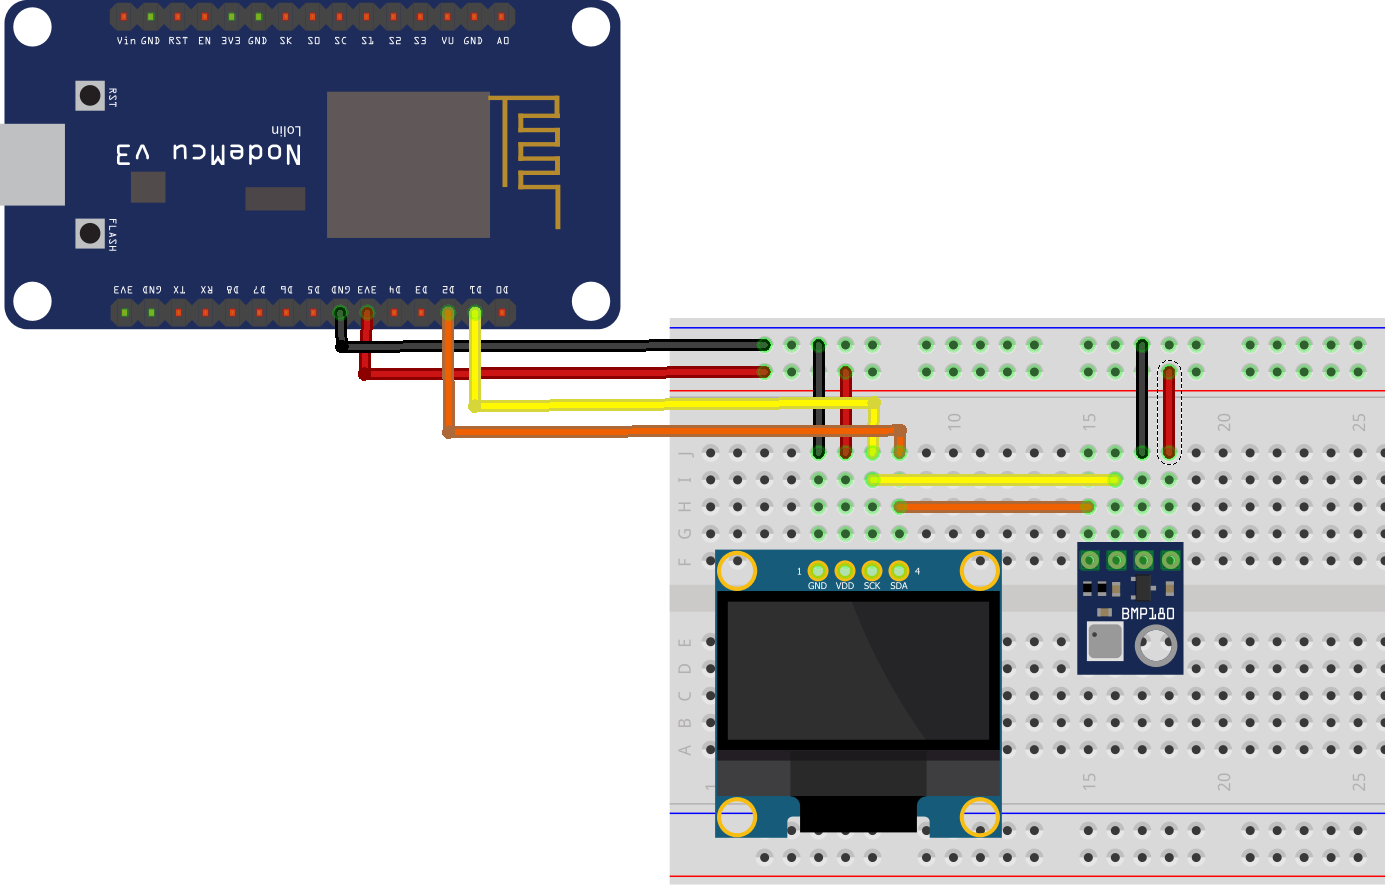 Vin GND RST EN 3V3 GND SK SO SC S1 S2 S3 VU GND AO
RST
Lolin
NodeMcu v3
FLASH
3V3 GND TX RX D8 D7 D6 D5 GND 3V3 D4 D3 D2 D1 D0
10 15 20 25
J
I
H
G
F
1 4
GND VDD SCK SDA
BMP180
E
D
C
B
A
1 15 20 25